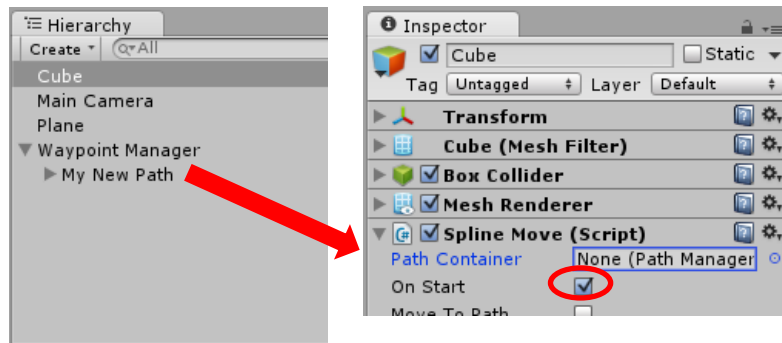 Hierarchy
Create
All
Cube
Main Camera
Plane
Waypoint Manager
My New Path
Inspector
Cube
Static
Tag Untagged Layer Default
Transform
Cube (Mesh Filter)
Box Collider
Mesh Renderer
C# Spline Move (Script)
Path Container None (Path Manager
On Start
Move To Path